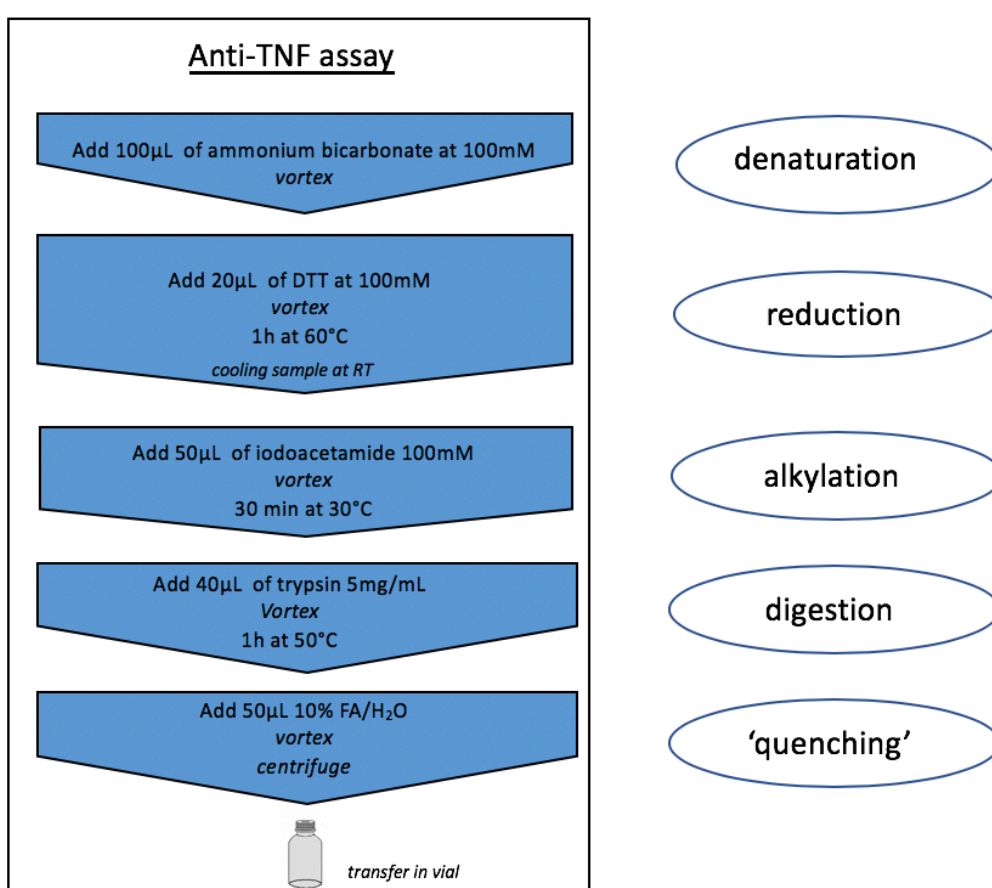 Anti-TNF assay
Add 100µL of ammonium bicarbonate at 100mM
vortex
denaturation
Add 20µL of DTT at 100mM
vortex
1h at 60°C
cooling sample at RT
reduction
Add 50µL of iodoacetamide 100mM
vortex
30 min at 30°C
alkylation
Add 40µL of trypsin 5mg/mL
Vortex
1h at 50°C
digestion
Add 50µL 10% FA/H₂O
vortex
centrifuge
‘quenching’
transfer in vial